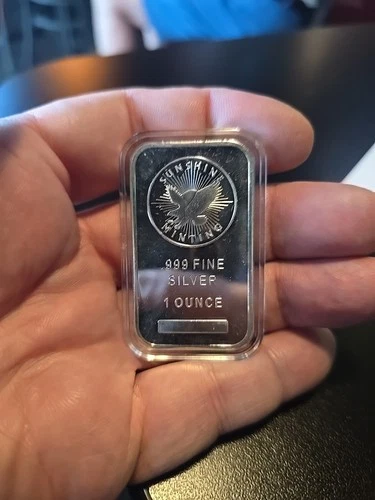 SUNSHINE
MINTING
.999 FINE
SILVER
1 OUNCE